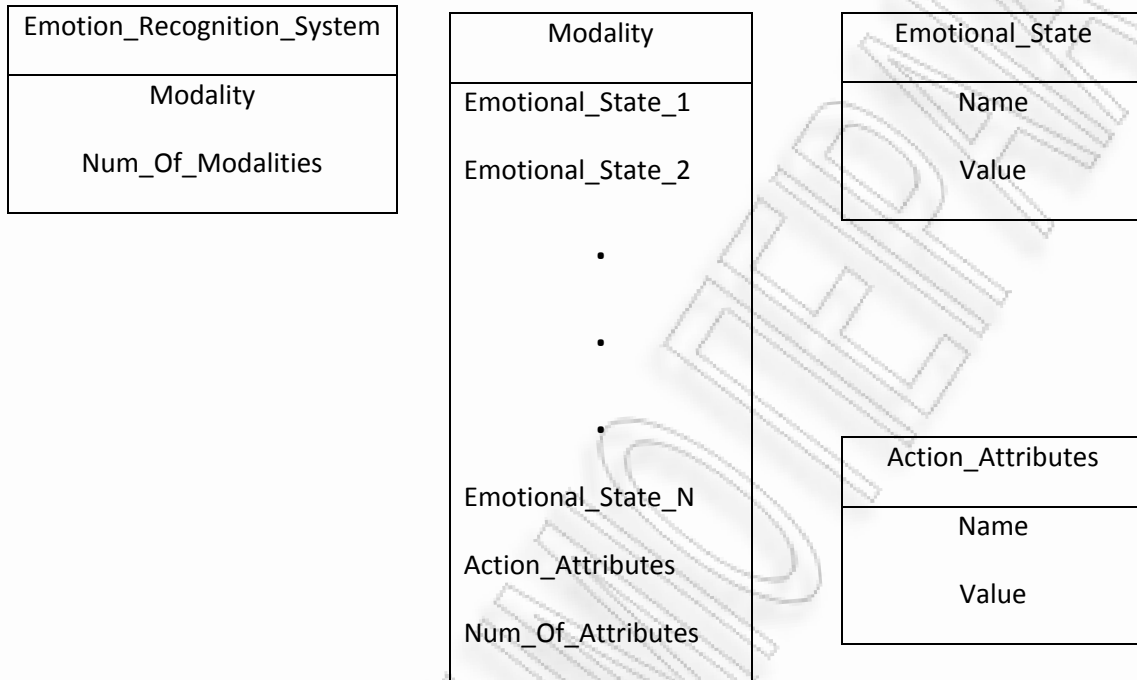 Emotion_Recognition_System
Modality
Num_Of_Modalities
Modality
Emotional_State_1
Emotional_State_2
.
.
.
Emotional_State_N
Action_Attributes
Num_Of_Attributes
Emotional_State
Name
Value
Action_Attributes
Name
Value